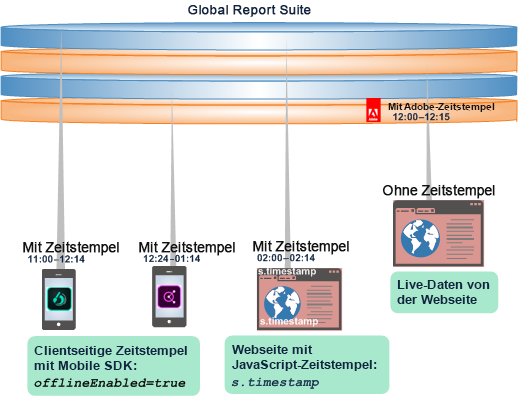 Global Report Suite
Mit Adobe-Zeitstempel
12:00–12:15
Ohne Zeitstempel
Mit Zeitstempel
11:00–12:14
Mit Zeitstempel
12:24–01:14
Mit Zeitstempel
02:00–02:14
s.timestamp
s.timestamp
Live-Daten von
der Webseite
Clientseitige Zeitstempel
mit Mobile SDK:
offlineEnabled=true
Webseite mit
JavaScript-Zeitstempel:
s.timestamp